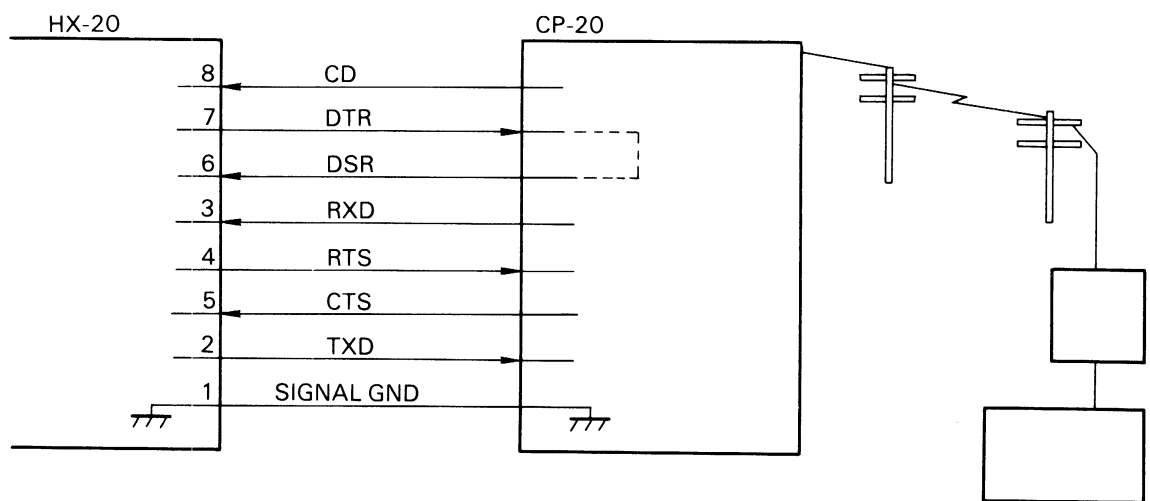 HX-20 CP-20
8 CD
7 DTR
6 DSR
3 RXD
4 RTS
5 CTS
2 TXD
1 SIGNAL GND